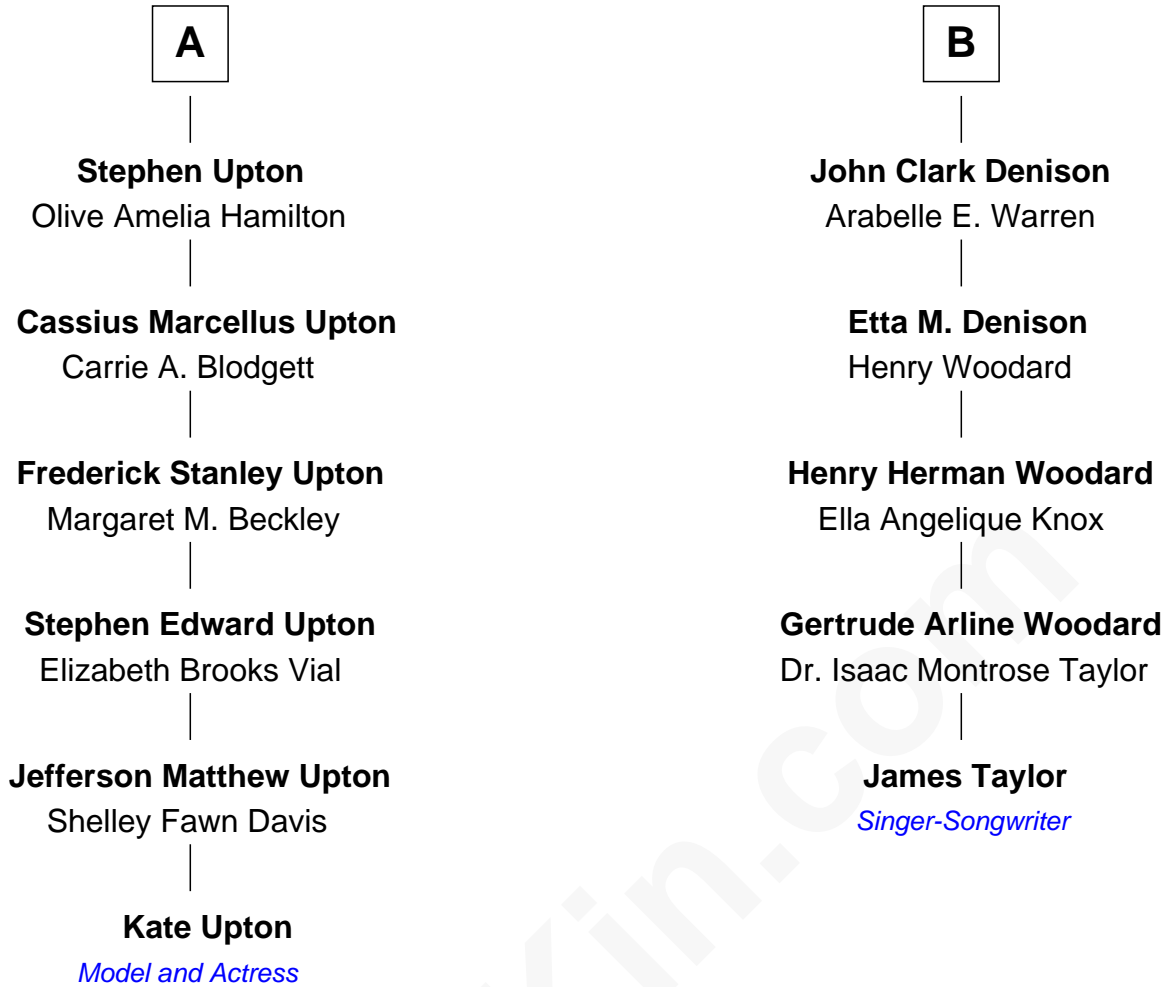 A
Stephen Upton
Olive Amelia Hamilton
Cassius Marcellus Upton
Carrie A. Blodgett
Frederick Stanley Upton
Margaret M. Beckley
Stephen Edward Upton
Elizabeth Brooks Vial
Jefferson Matthew Upton
Shelley Fawn Davis
Kate Upton
Model and Actress
B
John Clark Denison
Arabelle E. Warren
Etta M. Denison
Henry Woodard
Henry Herman Woodard
Ella Angelique Knox
Gertrude Arline Woodard
Dr. Isaac Montrose Taylor
James Taylor
Singer-Songwriter
Kin.com